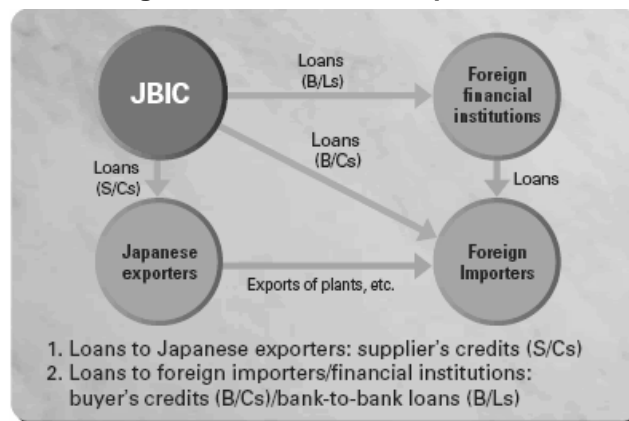 JBIC
Loans
(B/Ls)
Foreign
financial
institutions
Loans
(B/Cs)
Loans
(S/Cs)
Loans
Japanese
exporters
Exports of plants, etc.
Foreign
Importers
1. Loans to Japanese exporters: supplier's credits (S/Cs)
2. Loans to foreign importers/financial institutions:
buyer's credits (B/Cs)/bank-to-bank loans (B/Ls)